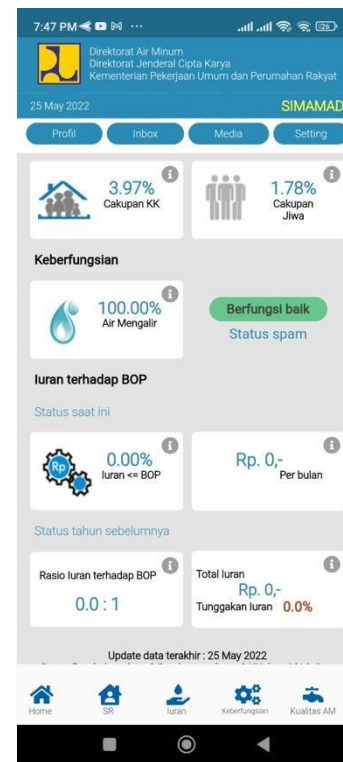 7:47 PM
Direktorat Air Minum
Direktorat Jenderal Cipta Karya
Kementerian Pekerjaan Umum dan Perumahan Rakyat
25 May 2022 SIMAMAD
Profil Inbox Media Setting
3.97%
Cakupan KK
1.78%
Cakupan
Jiwa
Keberfungsian
100.00%
Air Mengalir
Berfungsi baik
Status spam
Iuran terhadap BOP
Status saat ini
Rp
0.00%
Iuran <= BOP
Rp. 0,-
Per bulan
Status tahun sebelumnya
Rasio Iuran terhadap BOP
0.0 : 1
Total Iuran
Rp. 0,-
Tunggakan Iuran 0.0%
Update data terakhir : 25 May 2022
Home SR Iuran Keberfungsian Kualitas AM